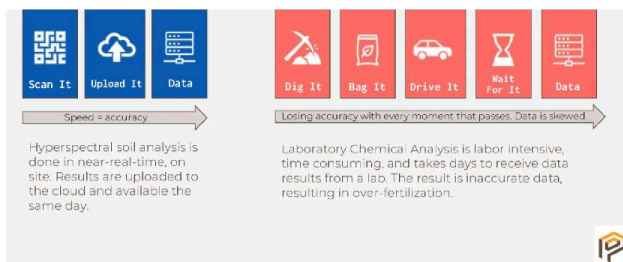 Scan It
Upload It
Data
Speed = accuracy
Hyperspectral soil analysis is
done in near-real-time, on
site. Results are uploaded to
the cloud and available the
same day.
Dig It
Bag It
Drive It
Wait
For It
Data
Losing accuracy with every moment that passes. Data is skewed.
Laboratory Chemical Analysis is labor intensive,
time consuming, and takes days to receive data
results from a lab. The result is inaccurate data,
resulting in over-fertilization.